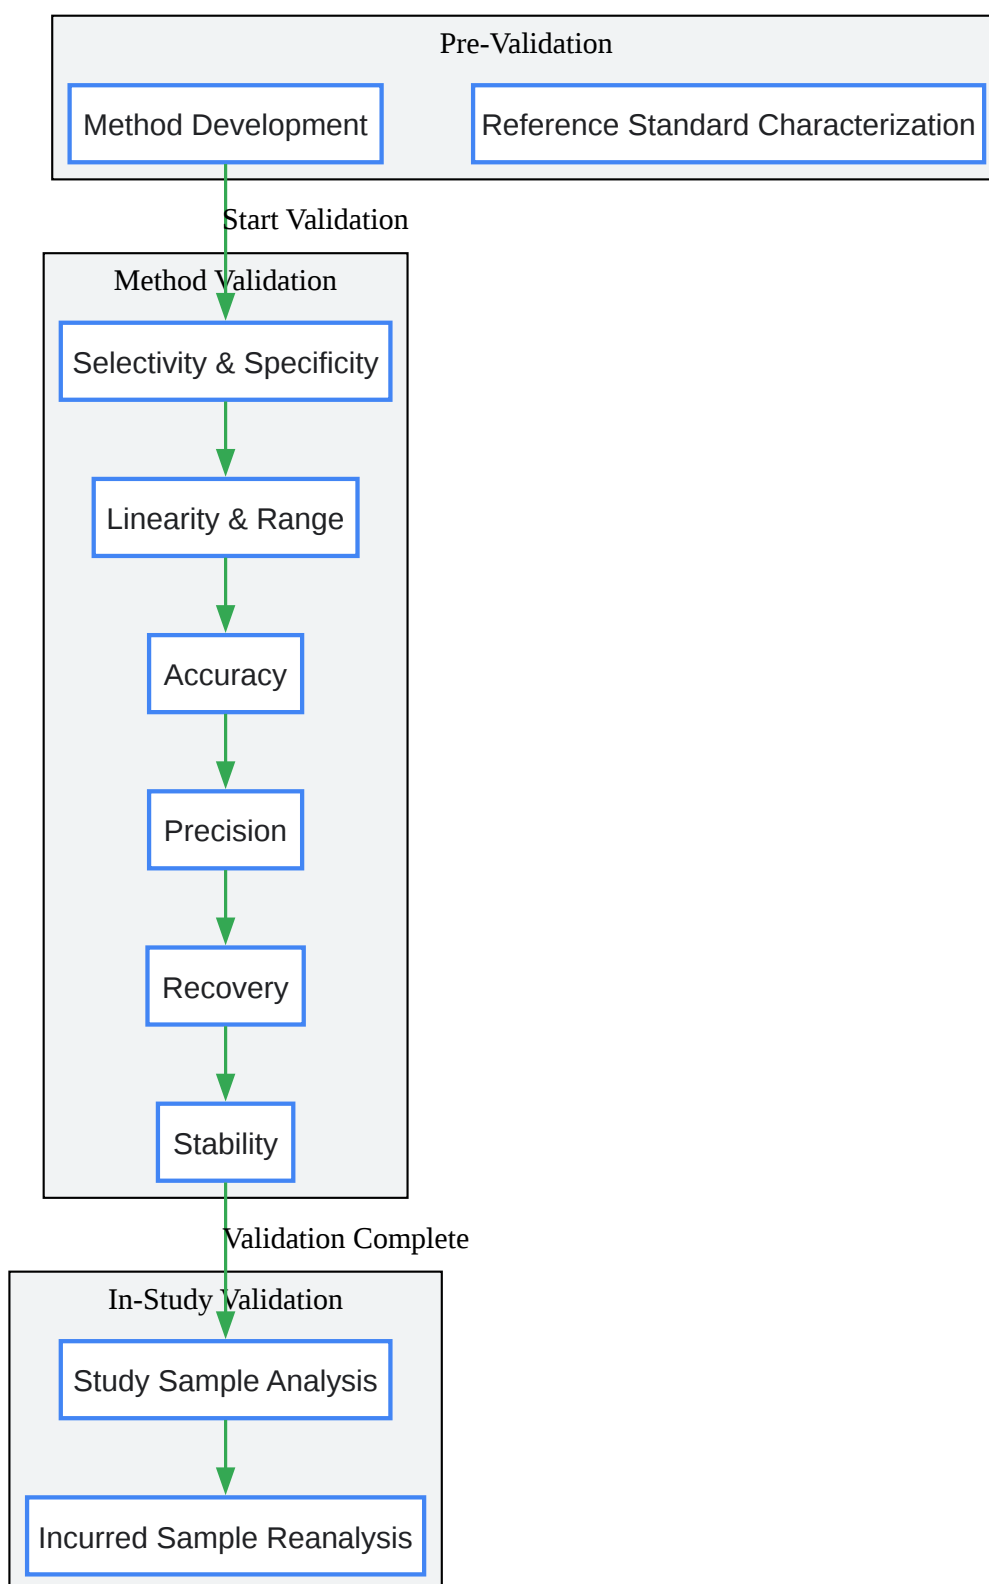 Pre-Validation
Method Development
Reference Standard Characterization
Start Validation
Method Validation
Selectivity & Specificity
Linearity & Range
Accuracy
Precision
Recovery
Stability
Validation Complete
In-Study Validation
Study Sample Analysis
Incurred Sample Reanalysis